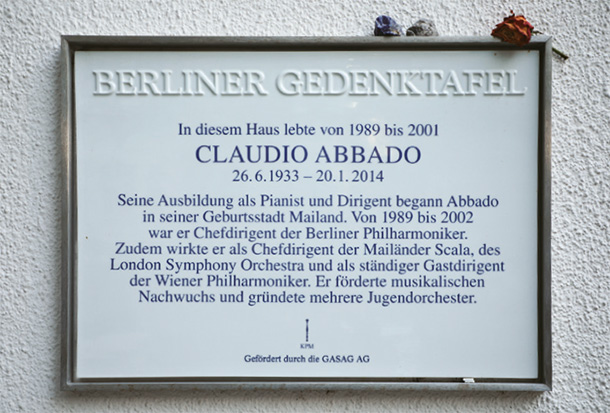 BERLINER GEDENKTAFEL
In diesem Haus lebte von 1989 bis 2001
CLAUDIO ABBADO
26.6.1933 – 20.1.2014
Seine Ausbildung als Pianist und Dirigent begann Abbado
in seiner Geburtsstadt Mailand. Von 1989 bis 2002
war er Chefdirigent der Berliner Philharmoniker.
Zudem wirkte er als Chefdirigent der Mailänder Scala, des
London Symphony Orchestra und als ständiger Gastdirigent
der Wiener Philharmoniker. Er förderte musikalischen
Nachwuchs und gründete mehrere Jugendorchester.
KPM
Gefördert durch die GASAG AG